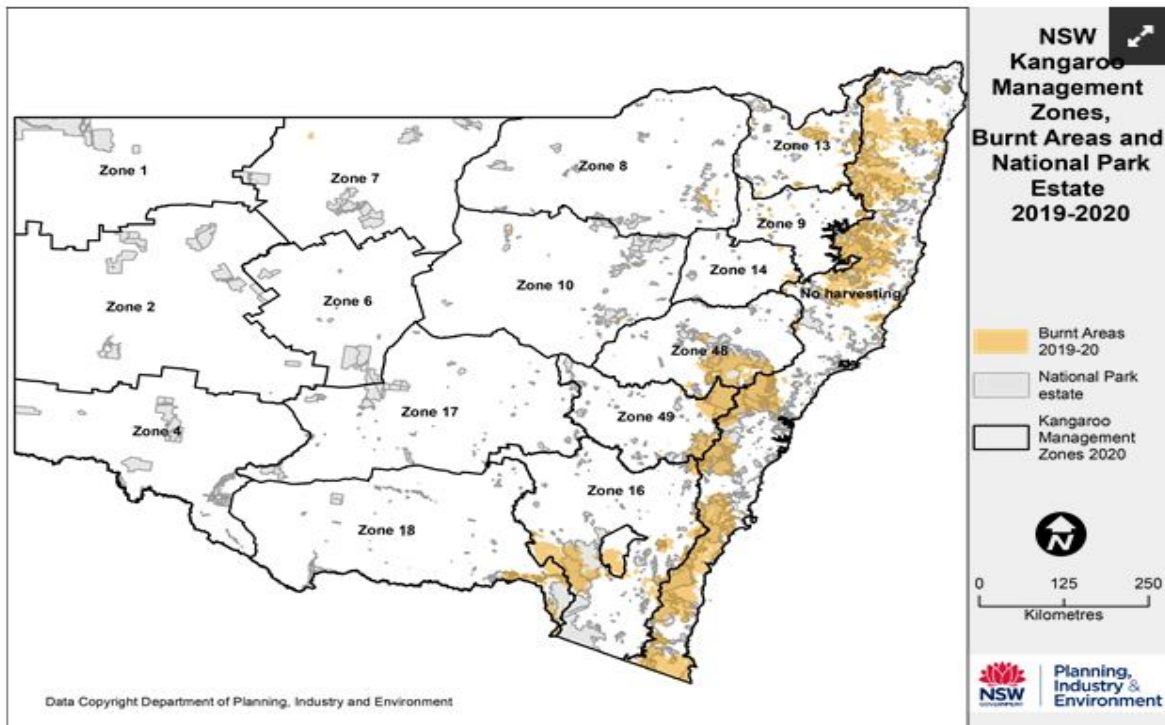 NSW
Kangaroo
Management
Zones,
Burnt Areas and
National Park
Estate
2019-2020
Zone 1
Zone 7
Zone 8
Zone 13
Zone 9
Zone 2
Zone 6
Zone 10
Zone 14
No harvesting
Zone 48
Zone 4
Zone 17
Zone 49
Zone 16
Zone 18
Burnt Areas
2019-20
National Park
estate
Kangaroo
Management
Zones 2020
N
0 125 250
Kilometres
NSW
GOVERNMENT
Planning,
Industry &
Environment
Data Copyright Department of Planning, Industry and Environment